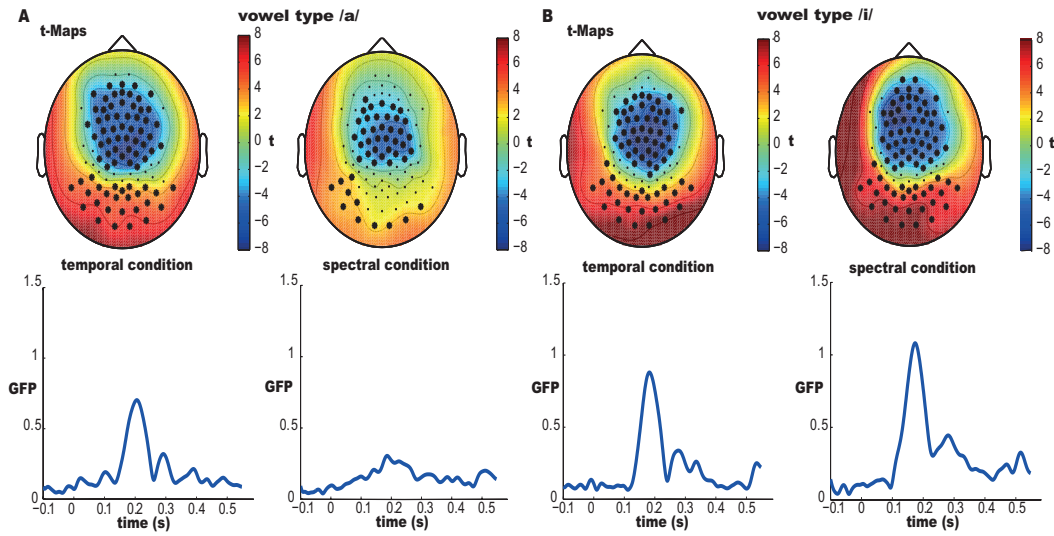 A
vowel type /a/
t-Maps
8
6
4
2
0 t
−2
−4
−6
−8
8
6
4
2
0 t
−2
−4
−6
−8
temporal condition
spectral condition
1.5
1
GFP
0.5
0
−0.1 0 0.1 0.2 0.3 0.4 0.5
time (s)
1.5
1
GFP
0.5
0
−0.1 0 0.1 0.2 0.3 0.4 0.5
time (s)
B
vowel type /i/
t-Maps
8
6
4
2
0 t
−2
−4
−6
−8
8
6
4
2
0 t
−2
−4
−6
−8
temporal condition
spectral condition
1.5
1
GFP
0.5
0
−0.1 0 0.1 0.2 0.3 0.4 0.5
time (s)
1.5
1
GFP
0.5
0
−0.1 0 0.1 0.2 0.3 0.4 0.5
time (s)